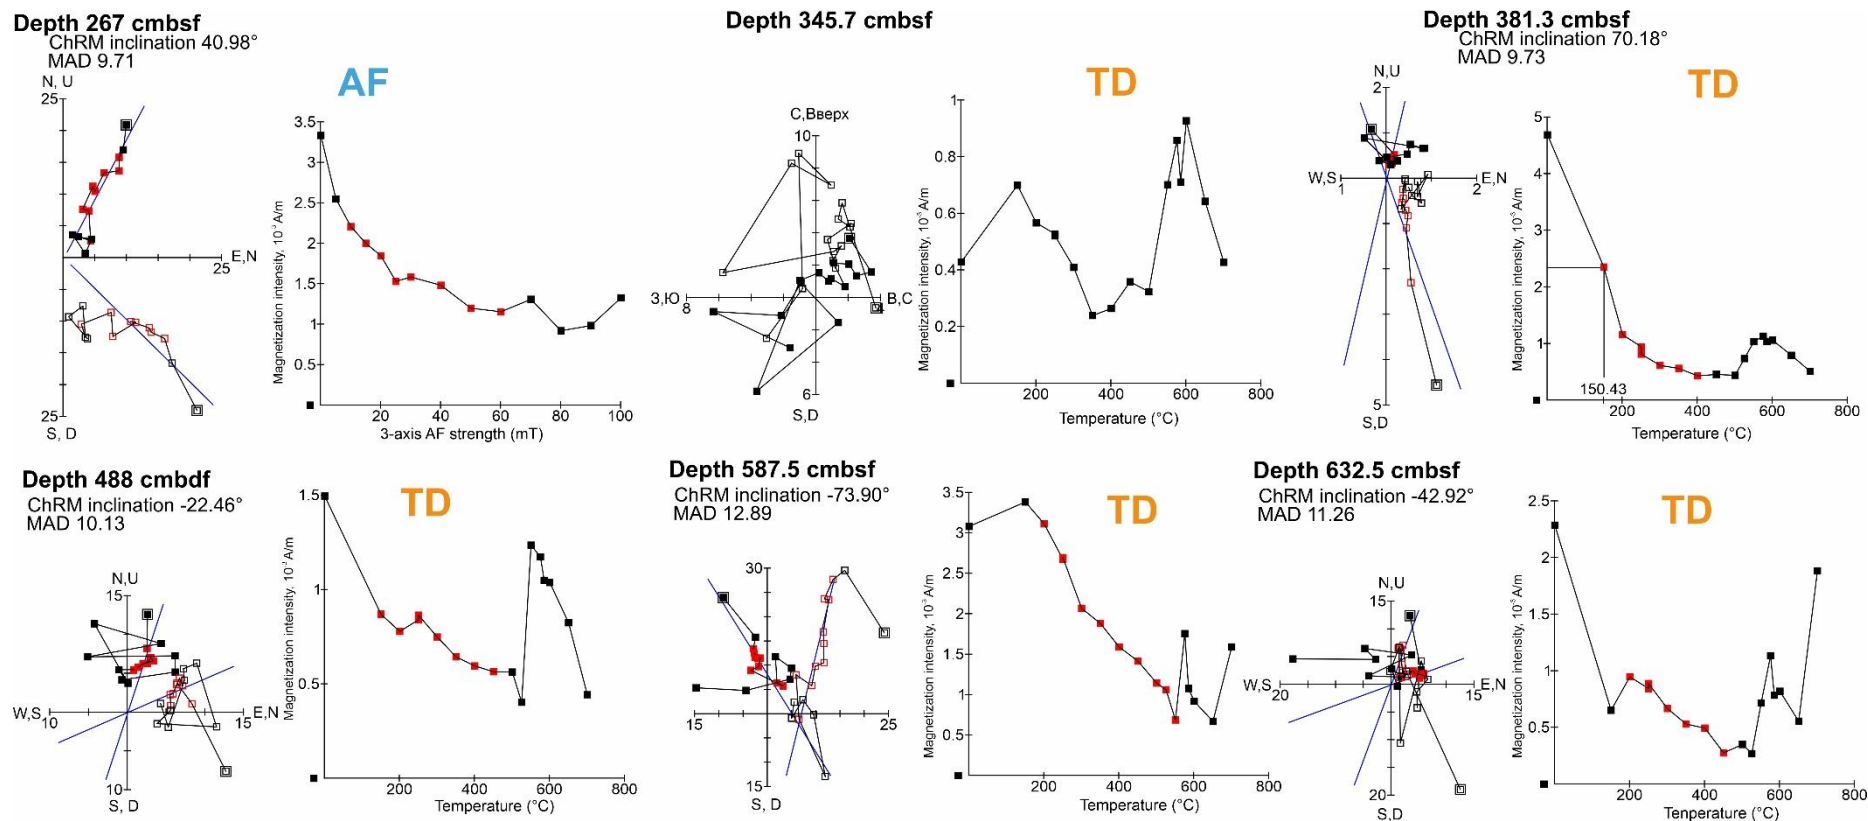 Depth 267 cmbsf
ChRM inclination 40.98°
MAD 9.71
N, U
25
E,N
25
25
S, D
AF
3.5
3
2.5
2
1.5
1
0.5
20
40
60
80
100
Magnetization intensity, 10⁻³ A/m
3-axis AF strength (mT)
Depth 345.7 cmbsf
С,Вверх
10
З,Ю
8
В,С
6
S,D
TD
1
0.8
0.6
0.4
0.2
200
400
600
800
Magnetization intensity, 10⁻³ A/m
Temperature (°C)
Depth 381.3 cmbsf
ChRM inclination 70.18°
MAD 9.73
N,U
2
W,S
1
E,N
2
5
S,D
TD
5
4
3
2
1
150.43
200
400
600
800
Magnetization intensity, 10⁻³ A/m
Temperature (°C)
Depth 488 cmbdf
ChRM inclination -22.46°
MAD 10.13
N,U
15
W,S
10
E,N
15
10
S, D
TD
1.5
1
0.5
200
400
600
800
Magnetization intensity, 10⁻³ A/m
Temperature (°C)
Depth 587.5 cmbsf
ChRM inclination -73.90°
MAD 12.89
30
15
25
15
S, D
TD
3.5
3
2.5
2
1.5
1
0.5
200
400
600
800
Magnetization intensity, 10⁻³ A/m
Temperature (°C)
Depth 632.5 cmbsf
ChRM inclination -42.92°
MAD 11.26
N,U
15
W,S
20
E,N
15
20
S,D
TD
2.5
2
1.5
1
0.5
200
400
600
800
Magnetization intensity, 10⁻³ A/m
Tenperature (°C)